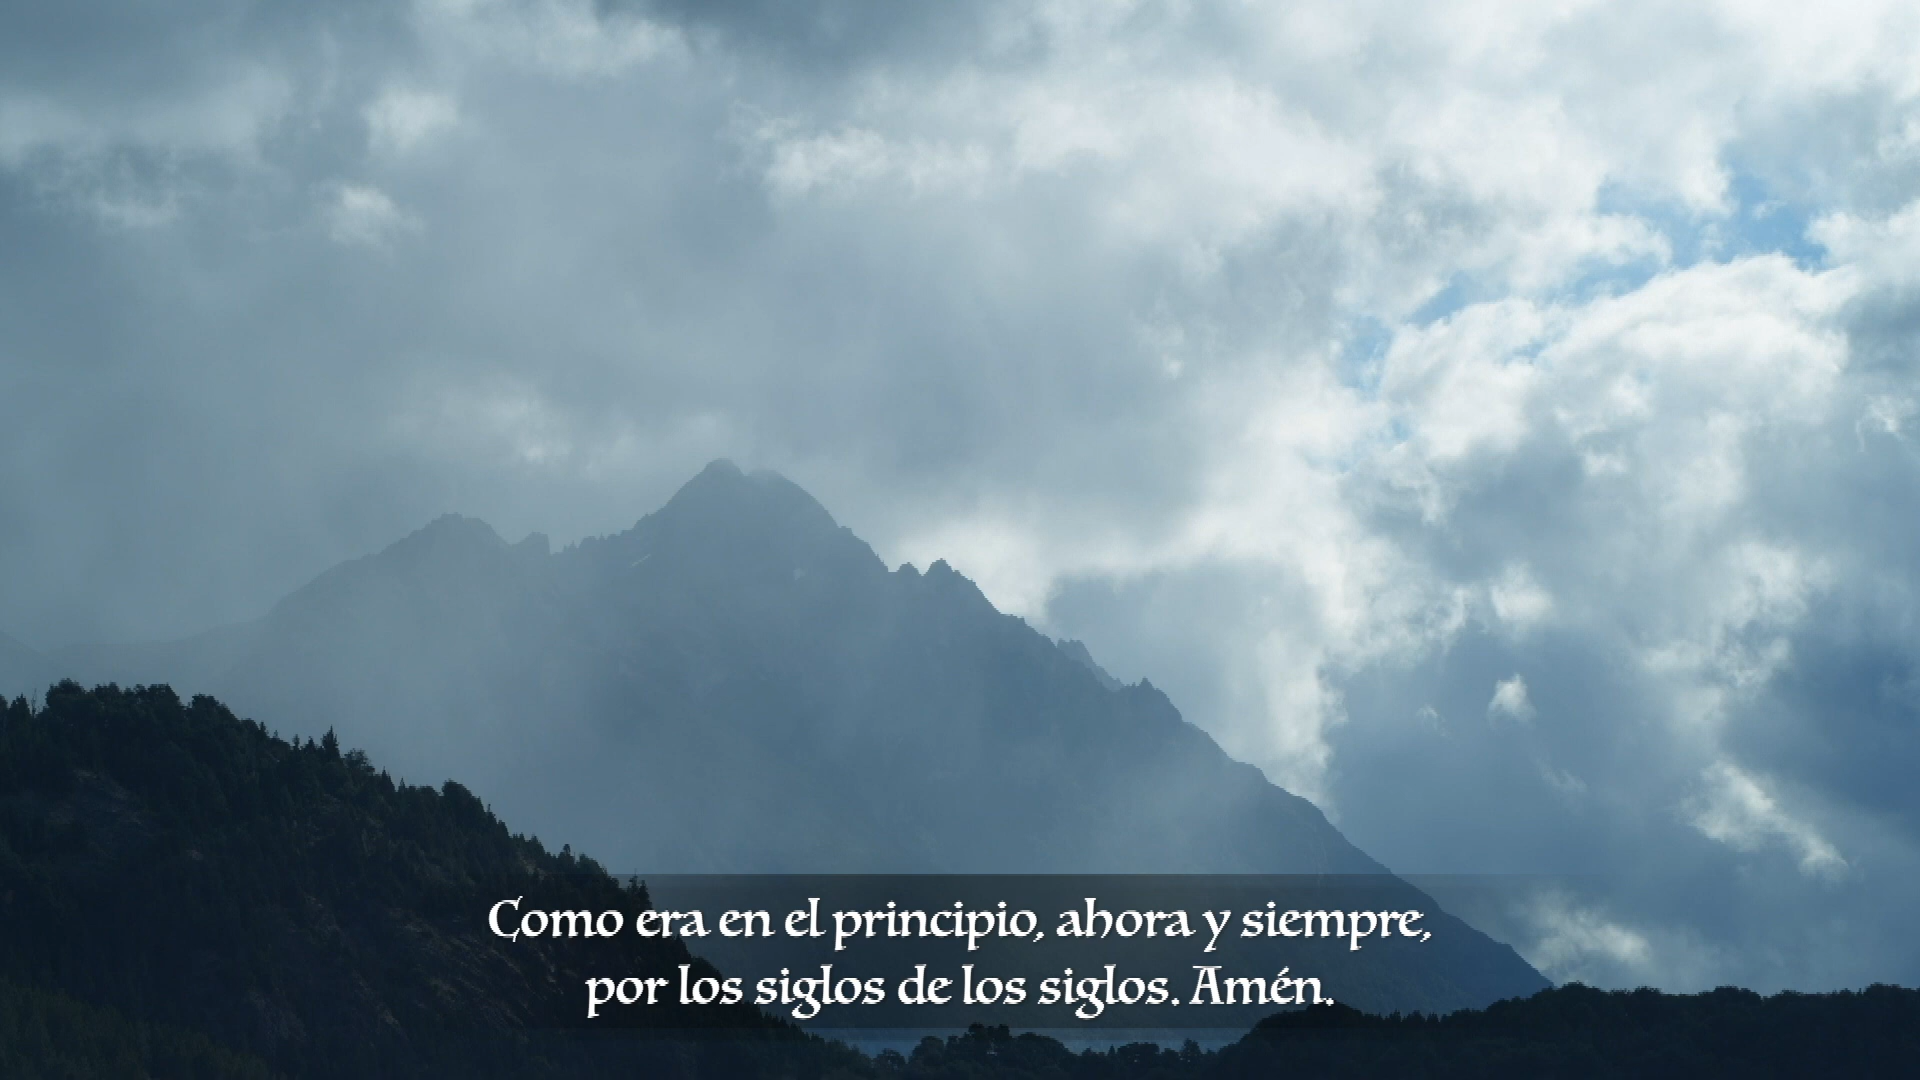 Como era en el principio, ahora y siempre,
por los siglos de los siglos. Amén.